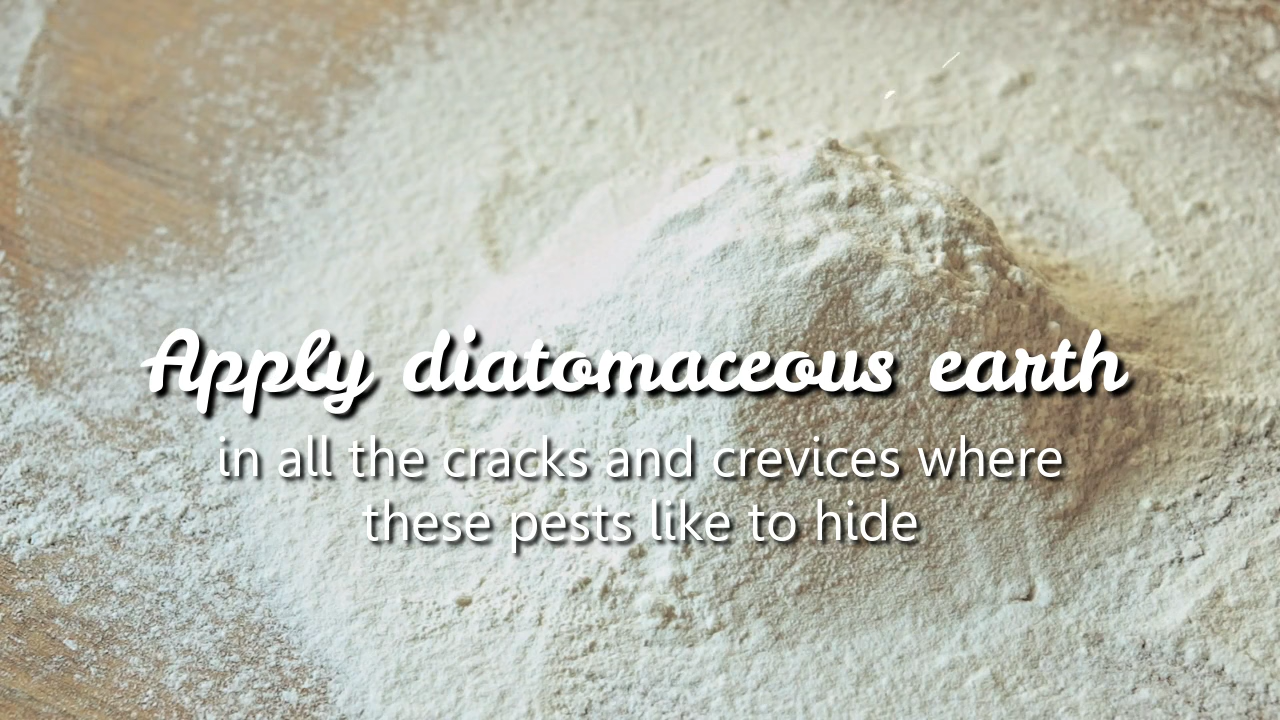 Apply diatomaceous earth
in all the cracks and crevices where
these pests like to hide